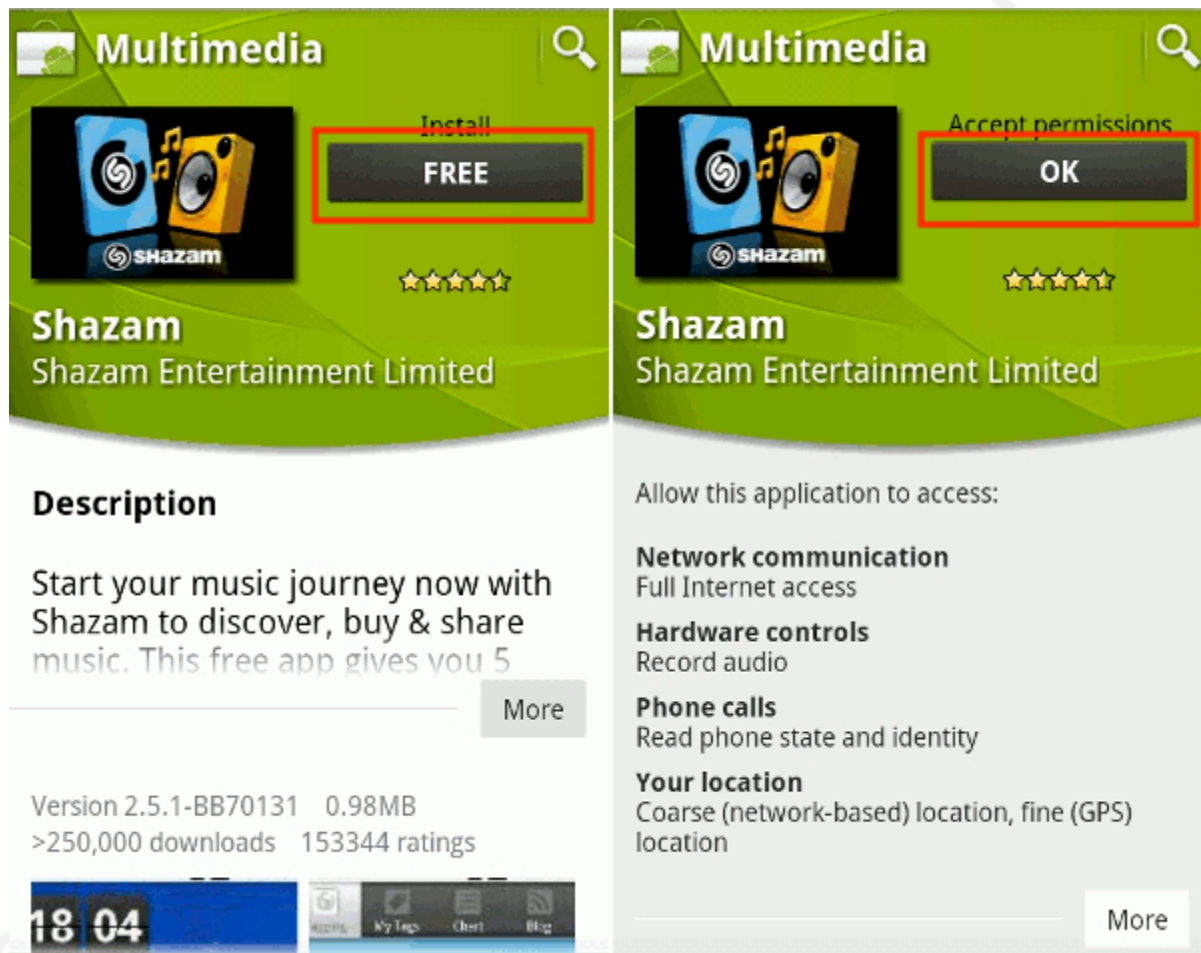 Multimedia
Install
FREE
SHAZAM
Shazam
Shazam Entertainment Limited
Description
Start your music journey now with
Shazam to discover, buy & share
music. This free app gives you 5
More
Version 2.5.1-BB70131 0.98MB
>250,000 downloads 153344 ratings
18 04
My Tags Chart Blog
Multimedia
Accept permissions
OK
SHAZAM
Shazam
Shazam Entertainment Limited
Allow this application to access:
Network communication
Full Internet access
Hardware controls
Record audio
Phone calls
Read phone state and identity
Your location
Coarse (network-based) location, fine (GPS)
location
More